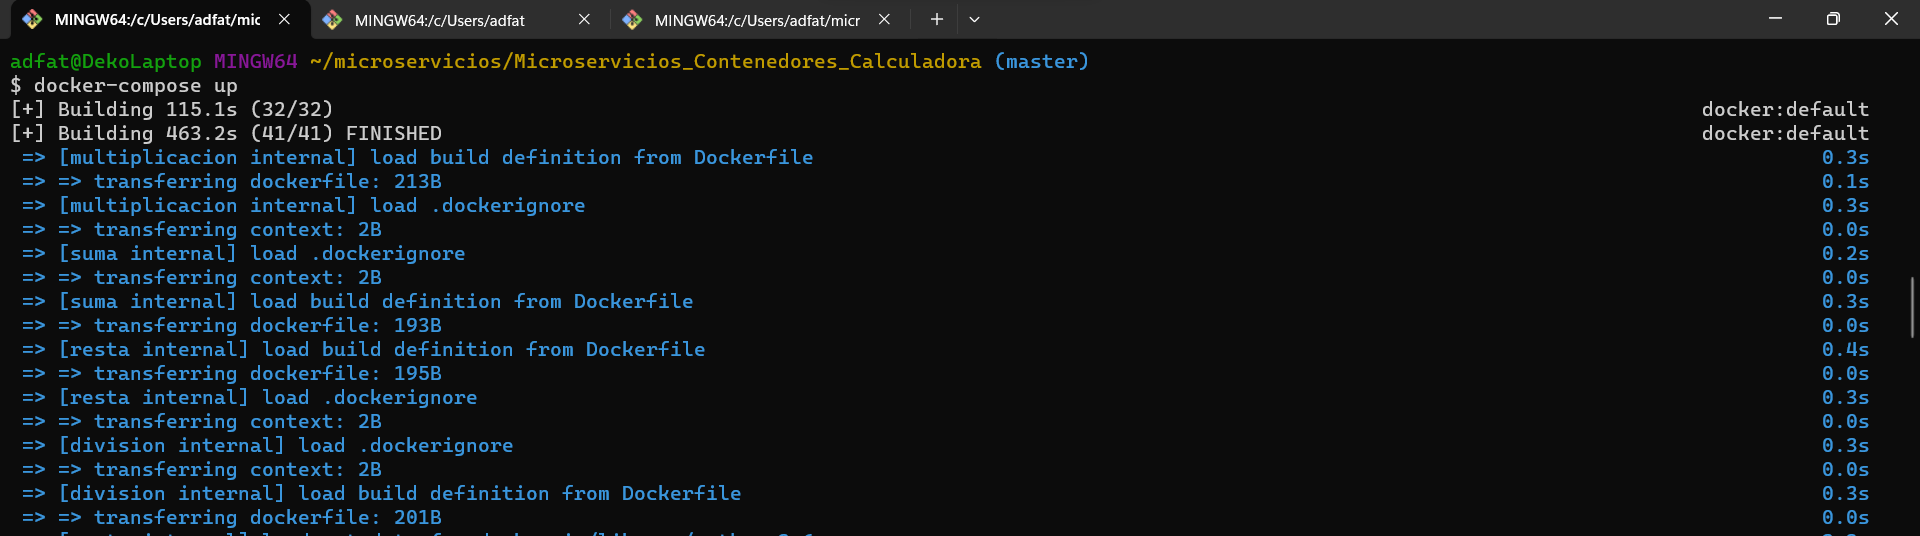 MINGW64:/c/Users/adfat/mic MINGW64:/c/Users/adfat MINGW64:/c/Users/adfat/micr
adfat@DekoLaptop MINGW64 ~/microservicios/Microservicios_Contenedores_Calculadora (master)
$ docker-compose up
[+] Building 115.1s (32/32) docker:default
[+] Building 463.2s (41/41) FINISHED docker:default
=> [multiplicacion internal] load build definition from Dockerfile 0.3s
=> => transferring dockerfile: 213B 0.1s
=> [multiplicacion internal] load .dockerignore 0.3s
=> => transferring context: 2B 0.0s
=> [suma internal] load .dockerignore 0.2s
=> => transferring context: 2B 0.0s
=> [suma internal] load build definition from Dockerfile 0.3s
=> => transferring dockerfile: 193B 0.0s
=> [resta internal] load build definition from Dockerfile 0.4s
=> => transferring dockerfile: 195B 0.0s
=> [resta internal] load .dockerignore 0.3s
=> => transferring context: 2B 0.0s
=> [division internal] load .dockerignore 0.3s
=> => transferring context: 2B 0.0s
=> [division internal] load build definition from Dockerfile 0.3s
=> => transferring dockerfile: 201B 0.0s